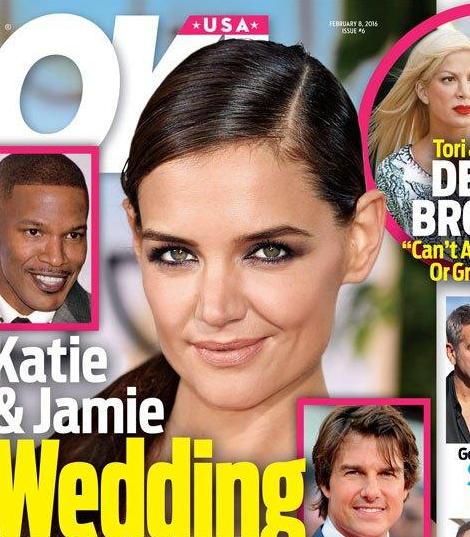 OK!
USA
FEBRUARY 8, 2016
ISSUE #6
Tori
DE
BRO
"Can't A
Or Gr
Katie
& Jamie
Wedding
Ge